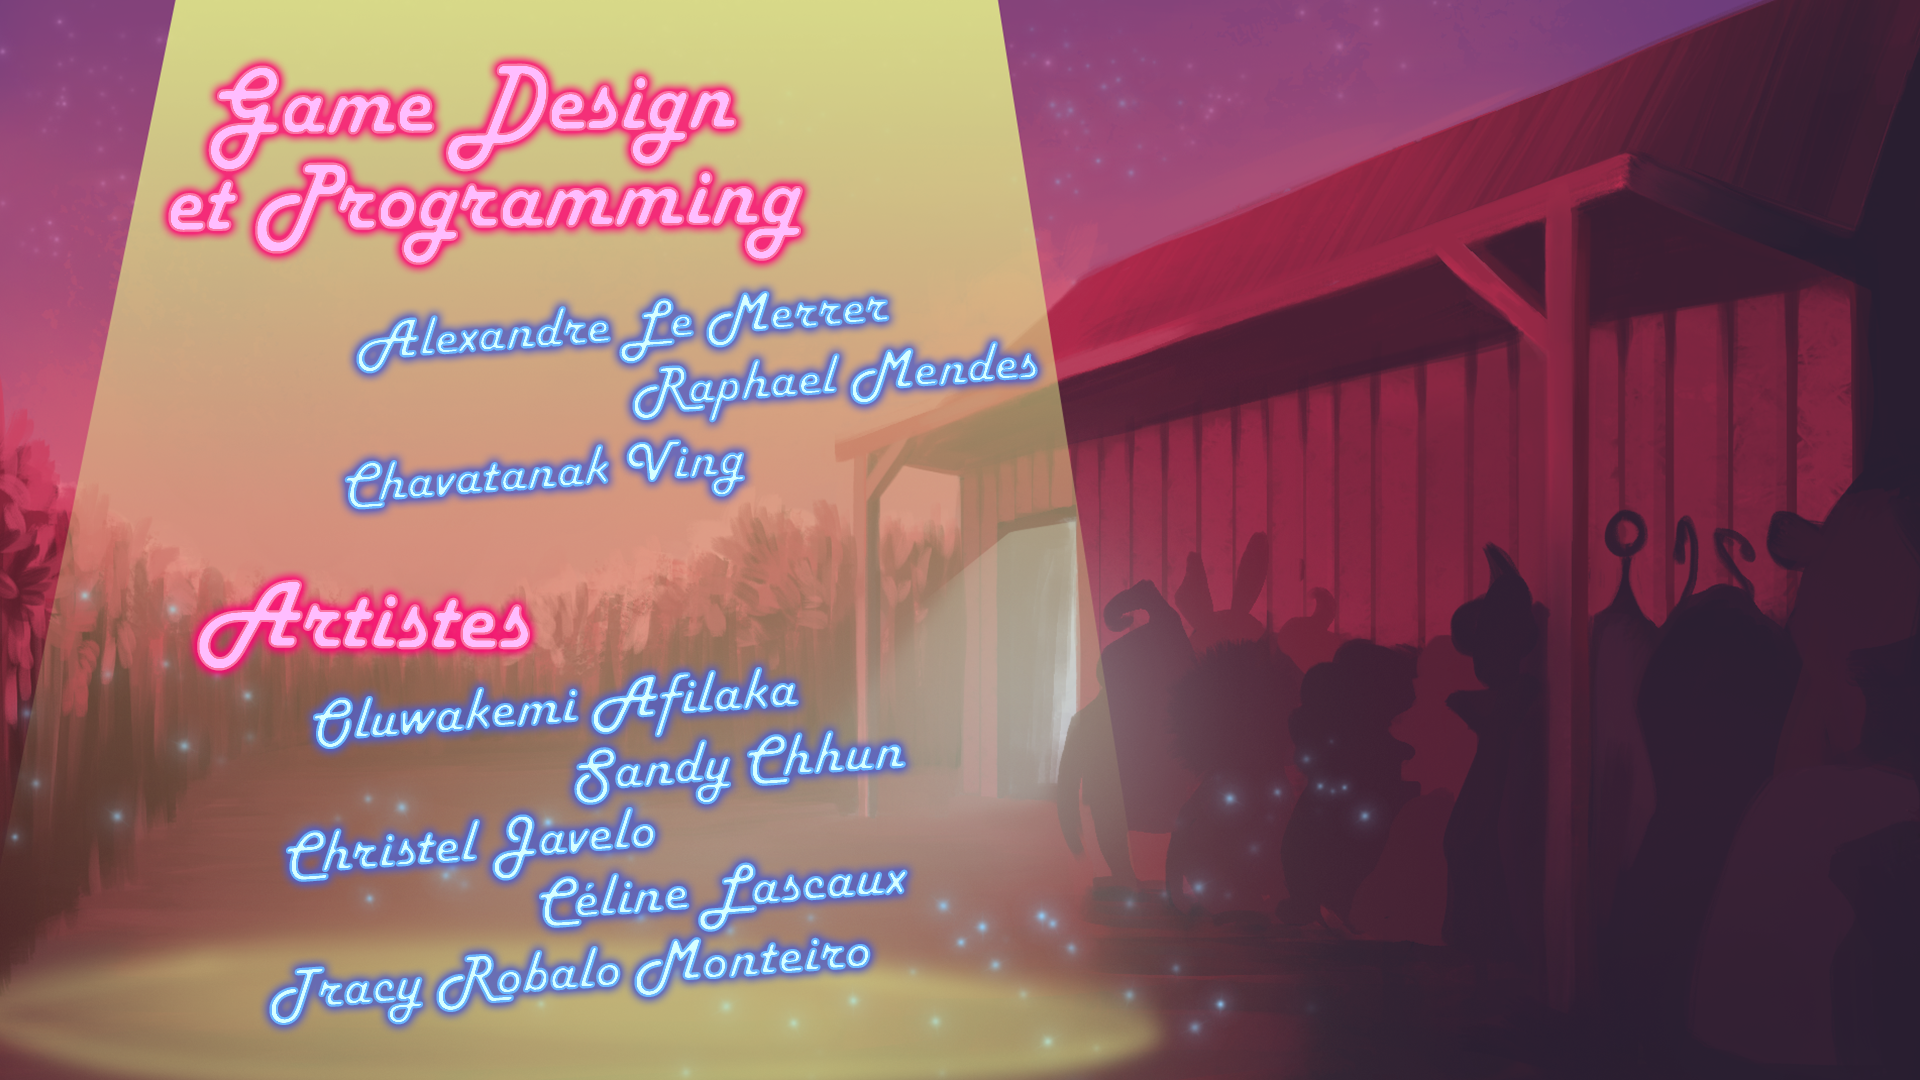 Game Design
et Programming
Alexandre Le Merrer
Raphael Mendes
Chavatanak Ving
Artistes
Oluwakemi Afilaka
Sandy Chhun
Christel Javelo
Céline Lascaux
Tracy Robalo Monteiro